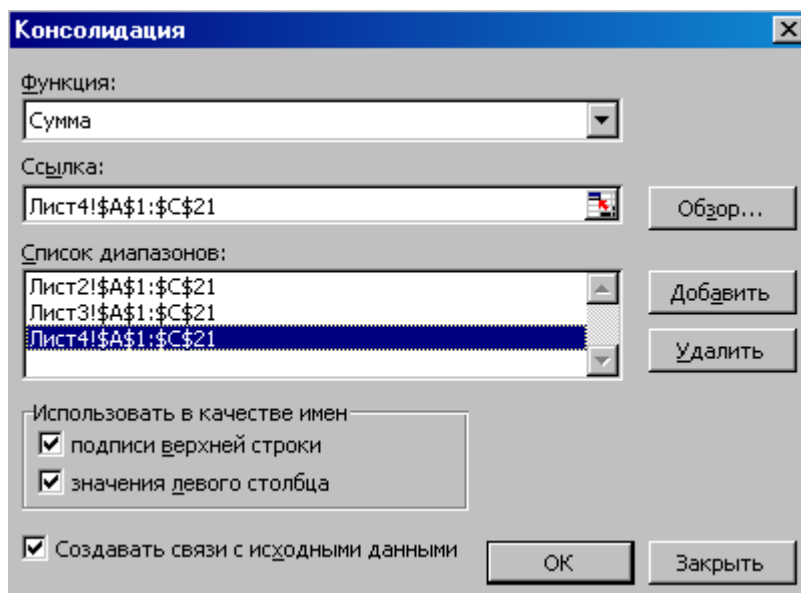 Консолидация
Функция:
Сумма
Ссылка:
Лист4!$A$1:$C$21
Обзор...
Список диапазонов:
Лист2!$A$1:$C$21
Лист3!$A$1:$C$21
Лист4!$A$1:$C$21
Добавить
Удалить
Использовать в качестве имен
подписи верхней строки
значения левого столбца
Создавать связи с исходными данными
ОК
Закрыть